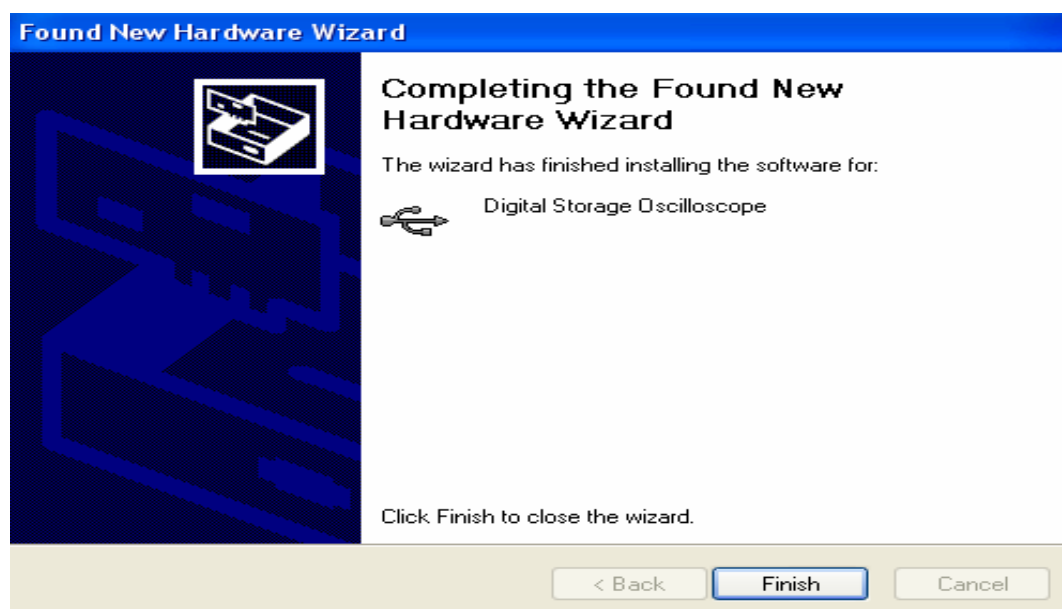 Found New Hardware Wizard
Completing the Found New
Hardware Wizard
The wizard has finished installing the software for:
Digital Storage Oscilloscope
Click Finish to close the wizard.
< Back
Finish
Cancel